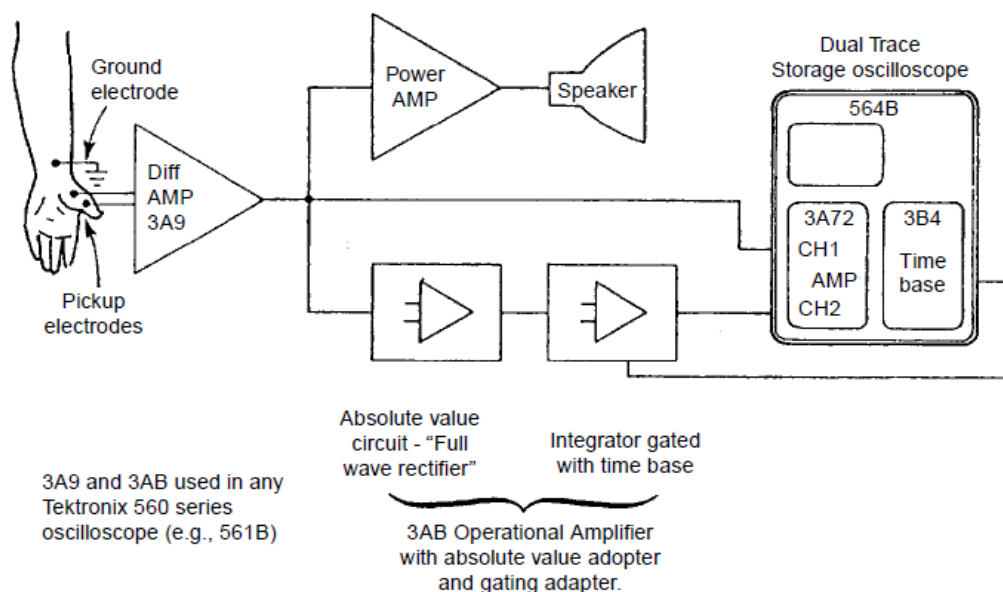 Ground
electrode
Diff
AMP
3A9
Pickup
electrodes
Power
AMP
Speaker
Dual Trace
Storage oscilloscope
564B
3A72
CH1
AMP
CH2
3B4
Time
base
Absolute value
circuit - “Full
wave rectifier”
Integrator gated
with time base
3A9 and 3AB used in any
Tektronix 560 series
oscilloscope (e.g., 561B)
3AB Operational Amplifier
with absolute value adopter
and gating adapter.